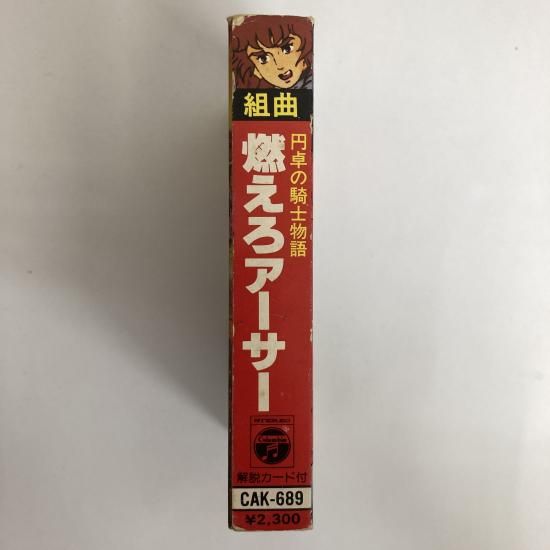 組曲
円卓の騎士物語
燃えろアーサー
STEREO
Columbia
解説カード付
CAK-689
¥2,300